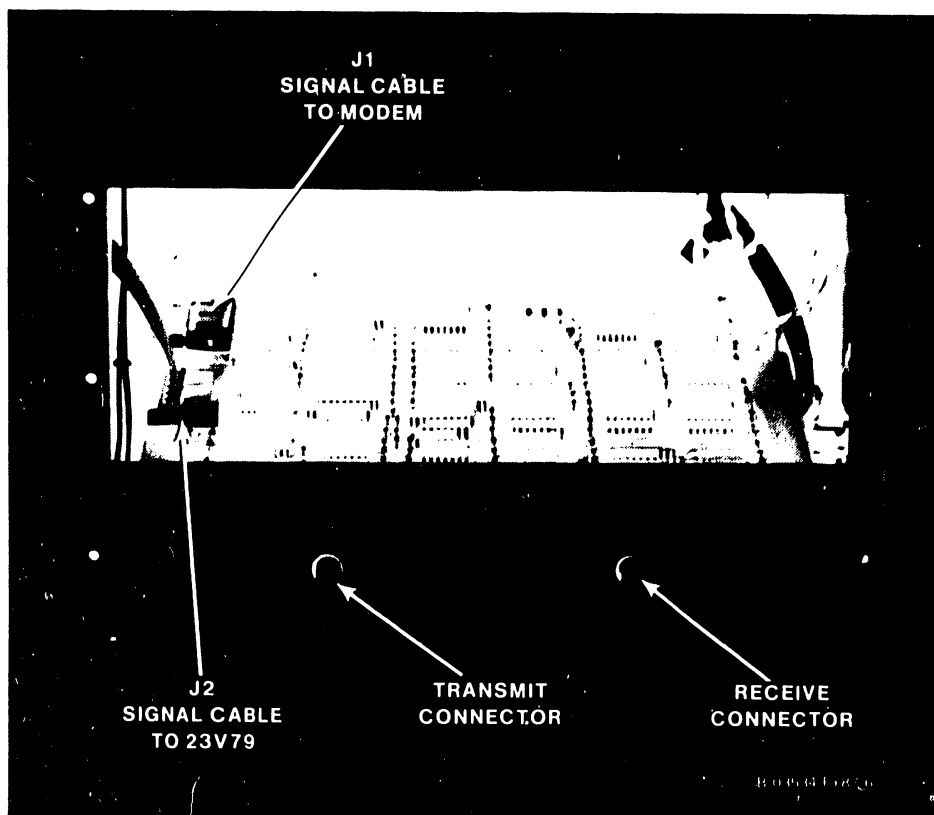 J1
SIGNAL CABLE
TO MODEM
J2
SIGNAL CABLE
TO 23V79
TRANSMIT
CONNECTOR
RECEIVE
CONNECTOR